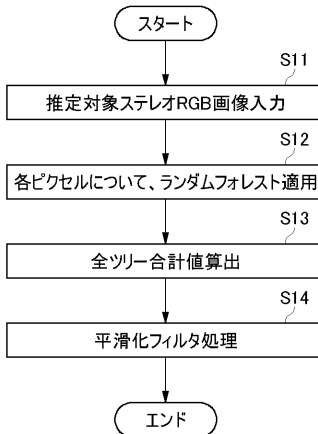 スタート
S11
推定対象ステレオRGB画像入力
S12
各ピクセルについて、ランダムフォレスト適用
S13
全ツリー合計値算出
S14
平滑化フィルタ処理
エンド